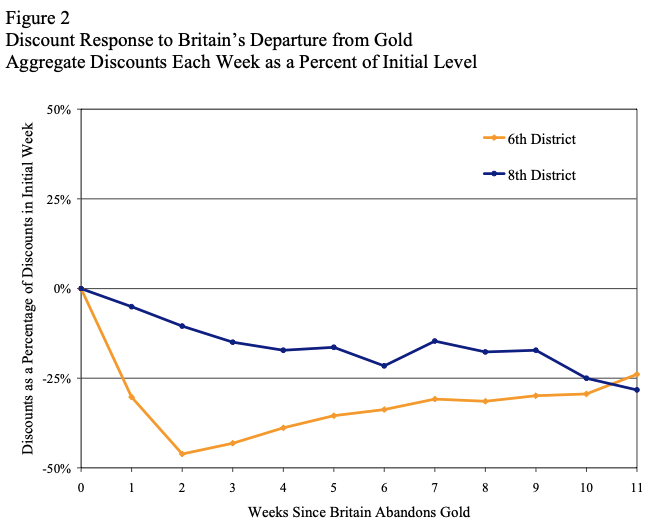 Figure 2
Discount Response to Britain's Departure from Gold
Aggregate Discounts Each Week as a Percent of Initial Level
Discounts as a Percentage of Discounts in Initial Week
50%
25%
0%
-25%
-50%
6th District
8th District
0 1 2 3 4 5 6 7 8 9 10 11
Weeks Since Britain Abandons Gold